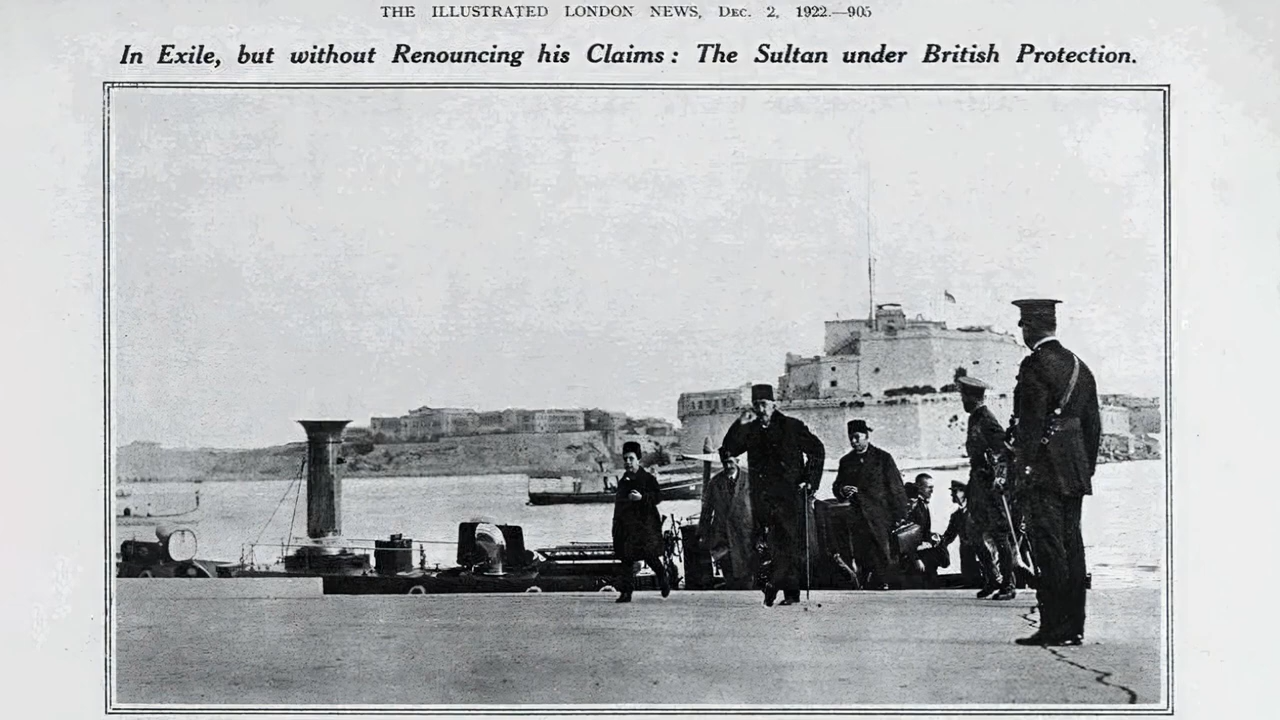 THE ILLUSTRATED LONDON NEWS, DEC. 2, 1922.—905
In Exile, but without Renouncing his Claims: The Sultan under British Protection.